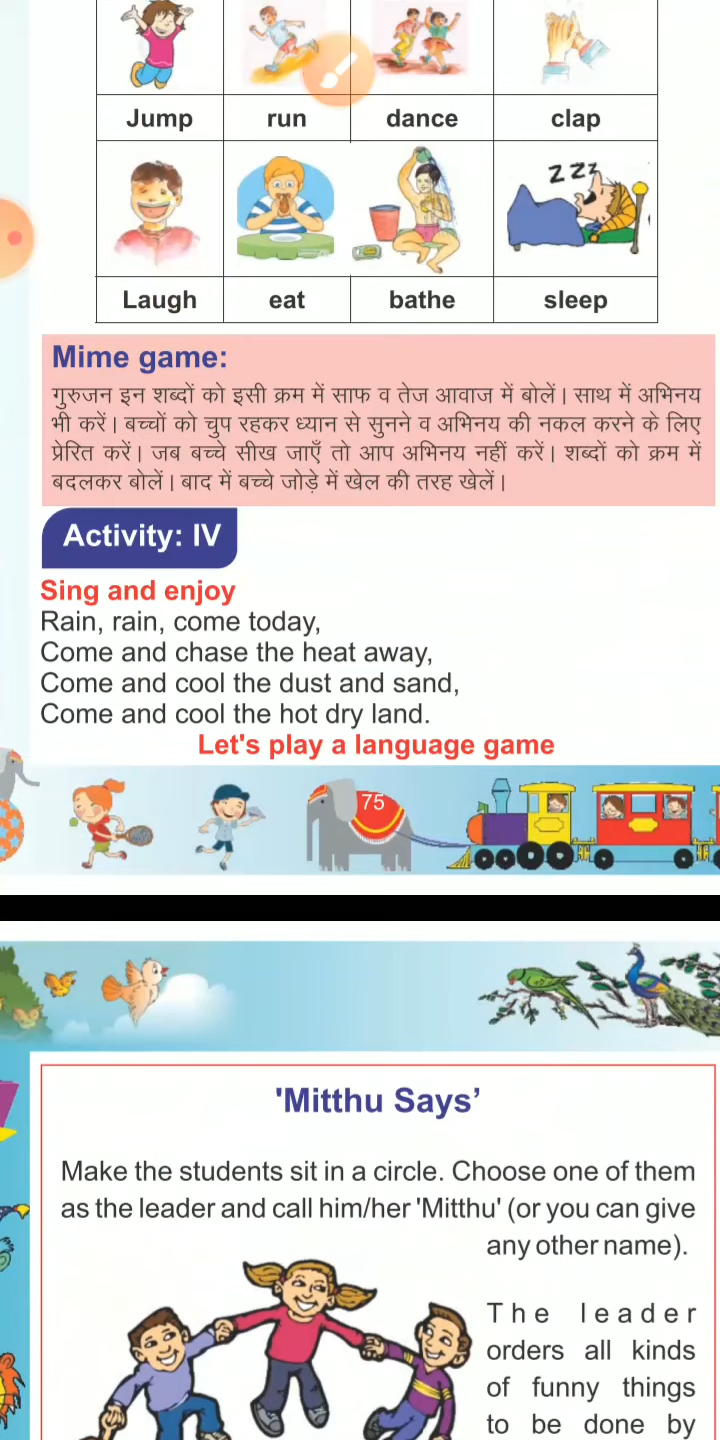 Jump run dance clap
ZZZ
Laugh eat bathe sleep
Mime game:
गुरुजन इन शब्दों को इसी क्रम में साफ व तेज आवाज में बोलें। साथ में अभिनय
भी करें। बच्चों को चुप रहकर ध्यान से सुनने व अभिनय की नकल करने के लिए
प्रेरित करें। जब बच्चे सीख जाएँ तो आप अभिनय नहीं करें। शब्दों को क्रम में
बदलकर बोलें। बाद में बच्चे जोड़े में खेल की तरह खेलें।
Activity: IV
Sing and enjoy
Rain, rain, come today,
Come and chase the heat away,
Come and cool the dust and sand,
Come and cool the hot dry land.
Let's play a language game
75
'Mitthu Says’
Make the students sit in a circle. Choose one of them
as the leader and call him/her 'Mitthu' (or you can give
any other name).
The leader
orders all kinds
of funny things
to be done by